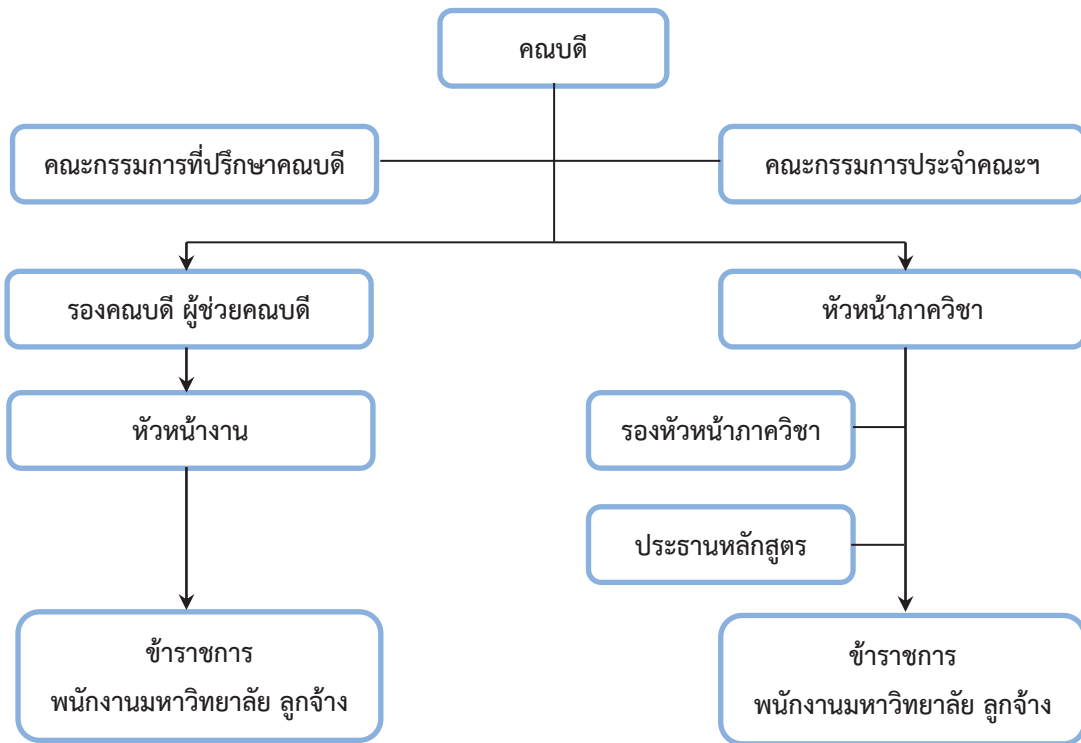 คณบดี
คณะกรรมการที่ปรึกษาคณบดี
คณะกรรมการประจำคณะฯ
รองคณบดี ผู้ช่วยคณบดี
หัวหน้าภาควิชา
หัวหน้างาน
รองหัวหน้าภาควิชา
ประธานหลักสูตร
ข้าราชการ
พนักงานมหาวิทยาลัย ลูกจ้าง
ข้าราชการ
พนักงานมหาวิทยาลัย ลูกจ้าง